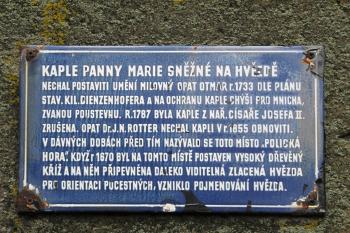 KAPLE PANNY MARIE SNĚŽNÉ NA HVĚZDĚ
NECHAL POSTAVITI UMĚNÍ MILOVNÝ OPAT OTMAR r.1733 DLE PLÁNU
STAV. KIL. GIENZENHOFERA A NA OCHRANU KAPLE CHÝŠI PRO MNICHA,
ZVANOU POUSTEVNU. R.1787 BYLA KAPLE Z NAŘ. CÍSAŘE JOSEFA II.
ZRUŠENA. OPAT Dr.J.N. ROTTER NECHAL KAPLI V r.1855 OBNOVITI.
V DÁVNÝCH DOBÁCH PŘED TÍM NAZÝVALO SE TOTO MÍSTO „POLICKÁ
HORA", KDYŽ r 1670 BYL NA TOMTO MÍSTĚ POSTAVEN VYSOKÝ DŘEVĚNÝ
KŘÍŽ A NA NĚM PŘIPEVNĚNA DALEKO VIDITELNÁ ZLACENÁ HVĚZDA
PRO ORIENTACI POCESTNÝCH, VZNIKLO POJMENOVÁNÍ HVĚZDA.